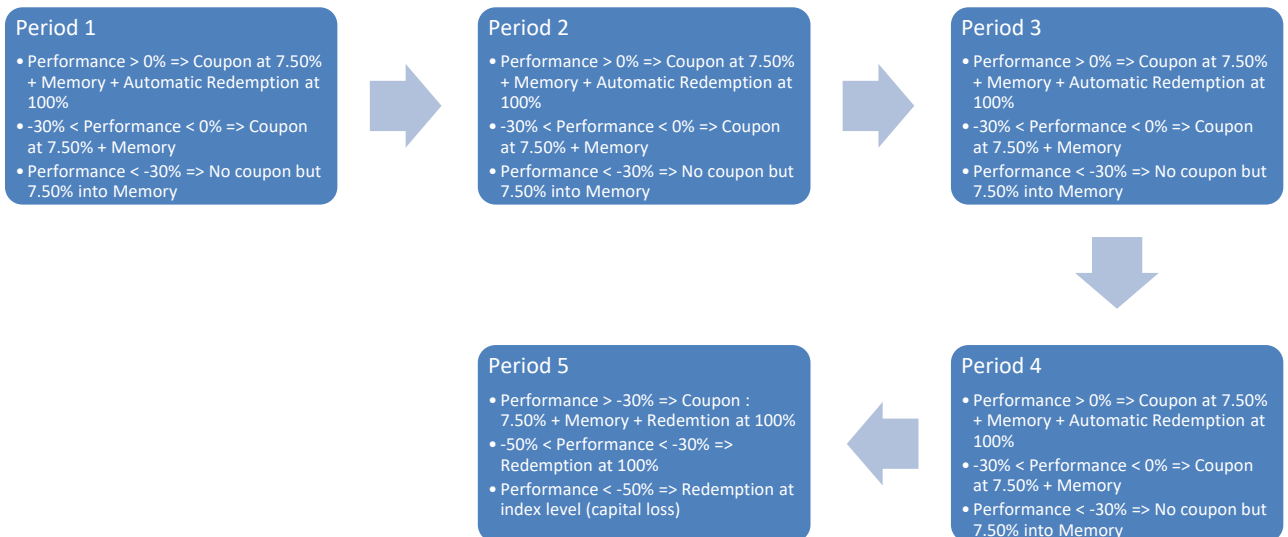 Period 1
• Performance > 0% => Coupon at 7.50%
+ Memory + Automatic Redemption at
100%
• -30% < Performance < 0% => Coupon
at 7.50% + Memory
• Performance < -30% => No coupon but
7.50% into Memory
Period 2
• Performance > 0% => Coupon at 7.50%
+ Memory + Automatic Redemption at
100%
• -30% < Performance < 0% => Coupon
at 7.50% + Memory
• Performance < -30% => No coupon but
7.50% into Memory
Period 3
• Performance > 0% => Coupon at 7.50%
+ Memory + Automatic Redemption at
100%
• -30% < Performance < 0% => Coupon
at 7.50% + Memory
• Performance < -30% => No coupon but
7.50% into Memory
Period 4
• Performance > 0% => Coupon at 7.50%
+ Memory + Automatic Redemption at
100%
• -30% < Performance < 0% => Coupon
at 7.50% + Memory
• Performance < -30% => No coupon but
7.50% into Memory
Period 5
• Performance > -30% => Coupon :
7.50% + Memory + Redemtion at 100%
• -50% < Performance < -30% =>
Redemption at 100%
• Performance < -50% => Redemption at
index level (capital loss)